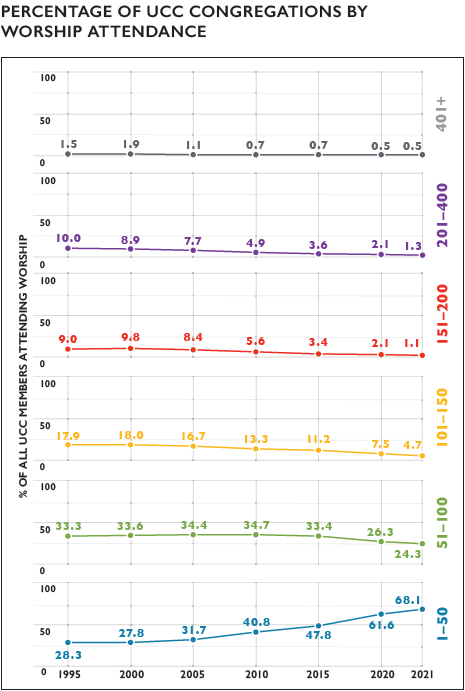 PERCENTAGE OF UCC CONGREGATIONS BY
WORSHIP ATTENDANCE
% OF ALL UCC MEMBERS ATTENDING WORSHIP
100
50
0
1.5 1.9 1.1 0.7 0.7 0.5 0.5
401+
100
50
0
10.0 8.9 7.7 4.9 3.6 2.1 1.3
201–400
100
50
0
9.0 9.8 8.4 5.6 3.4 2.1 1.1
151–200
100
50
0
17.9 18.0 16.7 13.3 11.2 7.5 4.7
101–150
100
50
0
33.3 33.6 34.4 34.7 33.4 26.3 24.3
51–100
100
50
0
28.3 27.8 31.7 40.8 47.8 61.6 68.1
1–50
1995 2000 2005 2010 2015 2020 2021